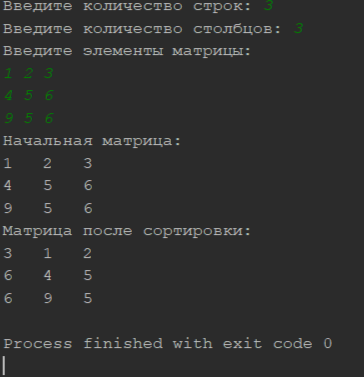 Введите количество строк: 3
Введите количество столбцов: 3
Введите элементы матрицы:
1 2 3
4 5 6
9 5 6
Начальная матрица:
1 2 3
4 5 6
9 5 6
Матрица после сортировки:
3 1 2
6 4 5
6 9 5
Process finished with exit code 0